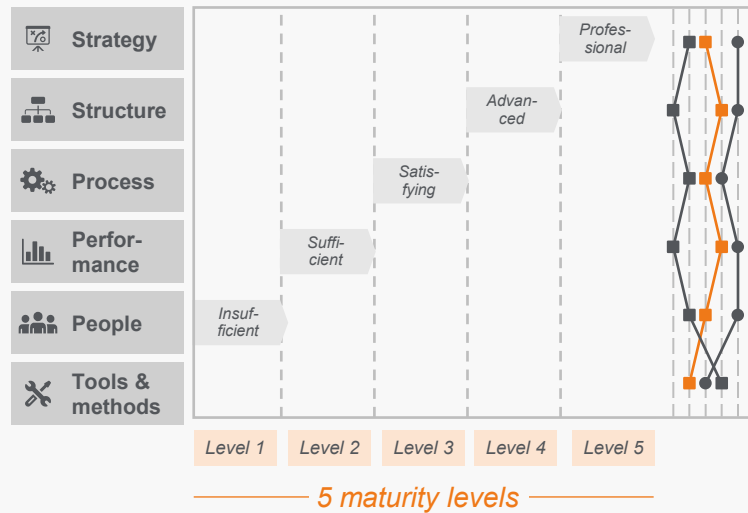 Strategy
Structure
Process
Perfor-
mance
People
Tools &
methods
Profes-
sional
Advan-
ced
Satis-
fying
Suffi-
cient
Insuf-
ficient
Level 1
Level 2
Level 3
Level 4
Level 5
5 maturity levels